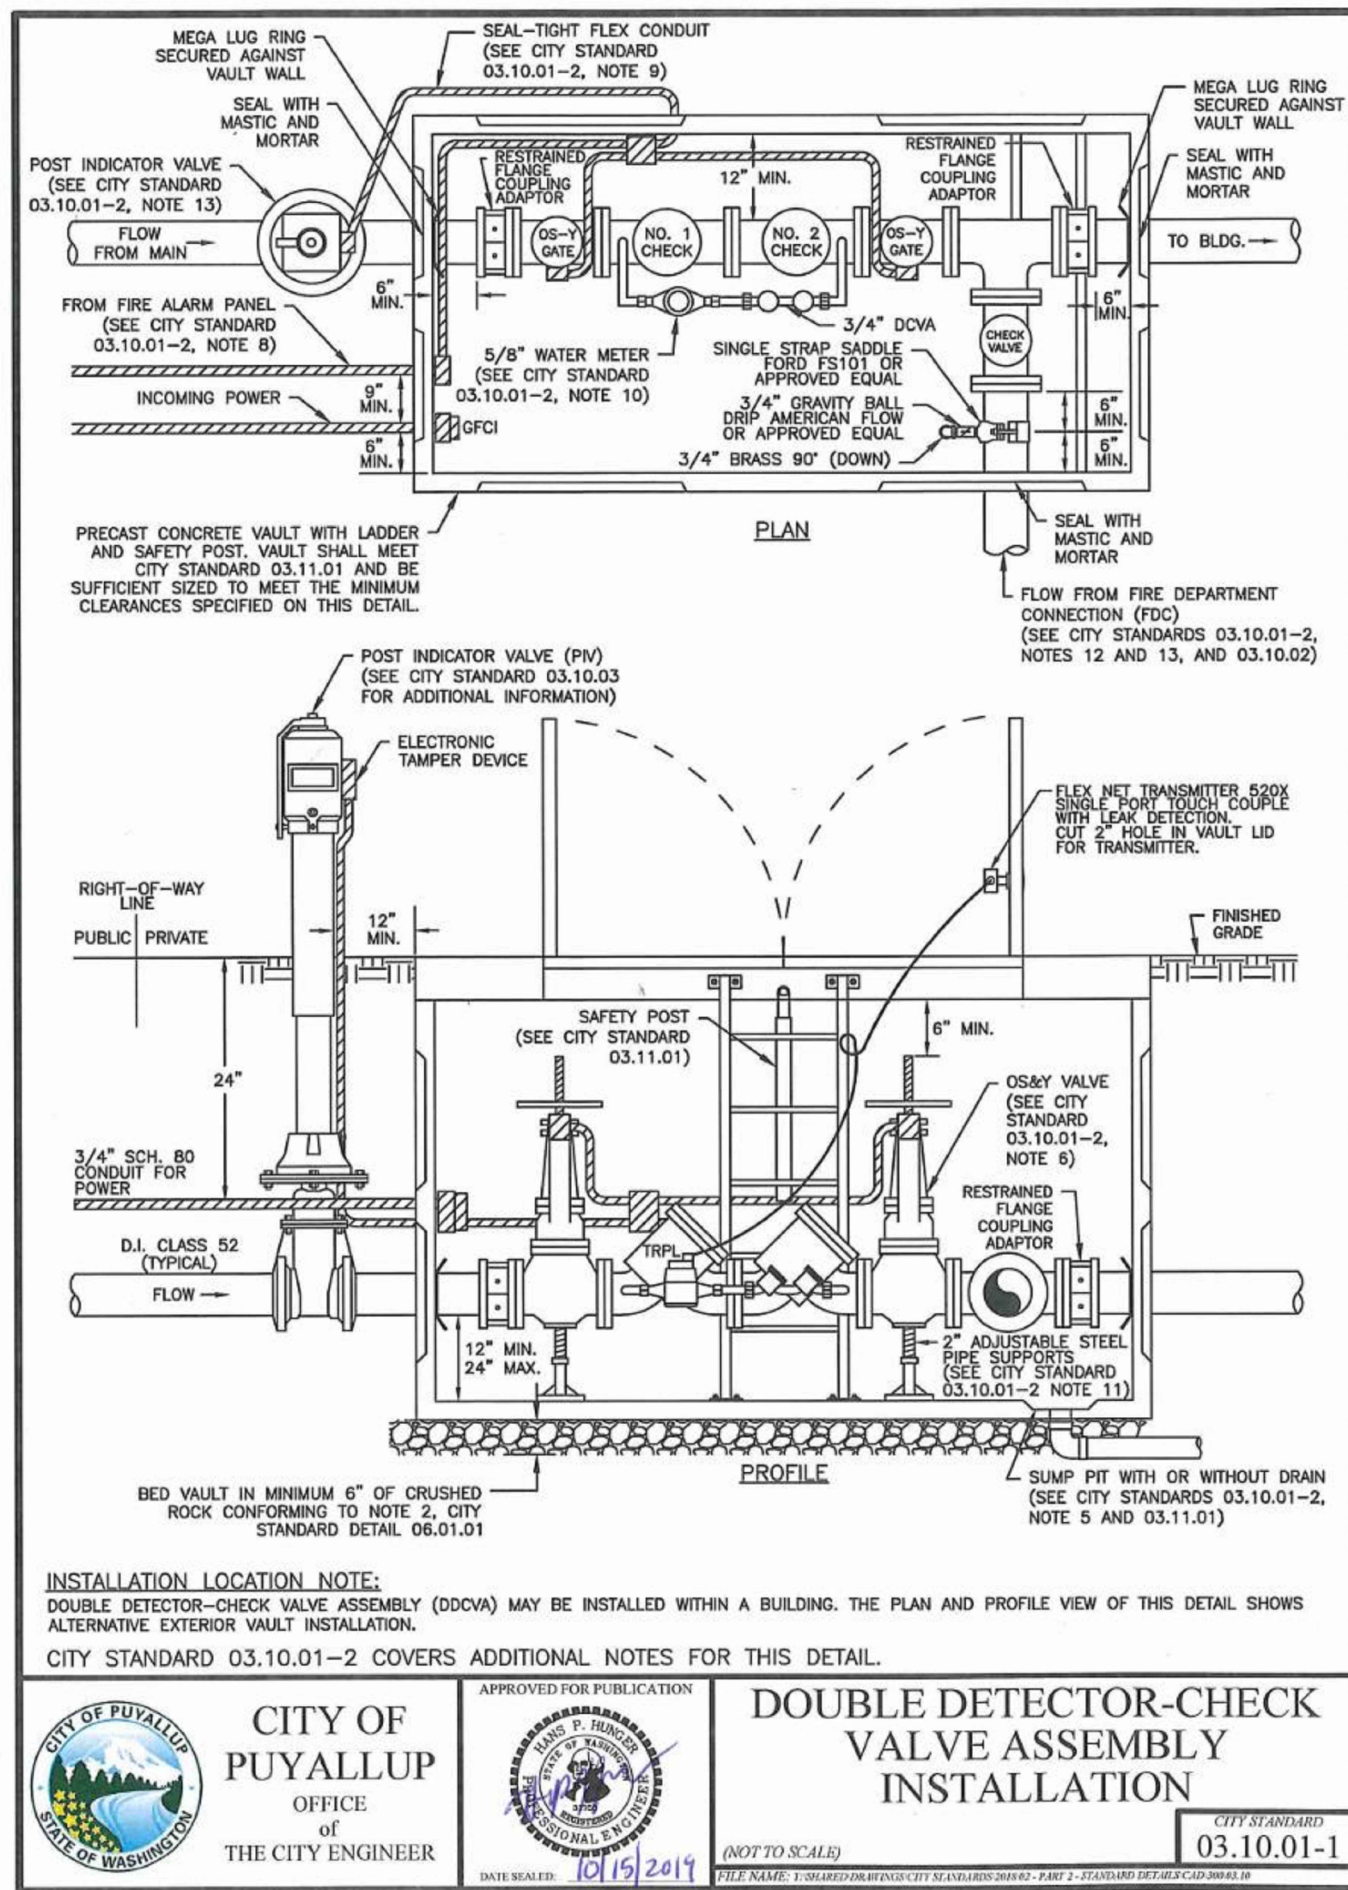 MEGA LUG RING
SECURED AGAINST
VAULT WALL
SEAL-TIGHT FLEX CONDUIT
(SEE CITY STANDARD
03.10.01-2, NOTE 9)
SEAL WITH
MASTIC AND
MORTAR
POST INDICATOR VALVE
(SEE CITY STANDARD
03.10.01-2, NOTE 13)
FLOW
FROM MAIN
FROM FIRE ALARM PANEL
(SEE CITY STANDARD
03.10.01-2, NOTE 8)
INCOMING POWER
6"
MIN.
9"
MIN.
6"
MIN.
GFCI
RESTRAINED
FLANGE
COUPLING
ADAPTOR
OS-Y
GATE
NO. 1
CHECK
12" MIN.
NO. 2
CHECK
OS-Y
GATE
RESTRAINED
FLANGE
COUPLING
ADAPTOR
MEGA LUG RING
SECURED AGAINST
VAULT WALL
SEAL WITH
MASTIC AND
MORTAR
TO BLDG.
6"
MIN.
3/4" DCVA
5/8" WATER METER
(SEE CITY STANDARD
03.10.01-2, NOTE 10)
SINGLE STRAP SADDLE
FORD FS101 OR
APPROVED EQUAL
3/4" GRAVITY BALL
DRIP AMERICAN FLOW
OR APPROVED EQUAL
3/4" BRASS 90° (DOWN)
CHECK
VALVE
6"
MIN.
6"
MIN.
PLAN
PRECAST CONCRETE VAULT WITH LADDER
AND SAFETY POST. VAULT SHALL MEET
CITY STANDARD 03.11.01 AND BE
SUFFICIENT SIZED TO MEET THE MINIMUM
CLEARANCES SPECIFIED ON THIS DETAIL.
SEAL WITH
MASTIC AND
MORTAR
FLOW FROM FIRE DEPARTMENT
CONNECTION (FDC)
(SEE CITY STANDARDS 03.10.01-2,
NOTES 12 AND 13, AND 03.10.02)
POST INDICATOR VALVE (PIV)
(SEE CITY STANDARD 03.10.03
FOR ADDITIONAL INFORMATION)
ELECTRONIC
TAMPER DEVICE
FLEX NET TRANSMITTER 520X
SINGLE PORT TOUCH COUPLE
WITH LEAK DETECTION.
CUT 2" HOLE IN VAULT LID
FOR TRANSMITTER.
RIGHT-OF-WAY
LINE
PUBLIC PRIVATE
12"
MIN.
FINISHED
GRADE
24"
SAFETY POST
(SEE CITY STANDARD
03.11.01)
6" MIN.
OS&Y VALVE
(SEE CITY
STANDARD
03.10.01-2,
NOTE 6)
3/4" SCH. 80
CONDUIT FOR
POWER
RESTRAINED
FLANGE
COUPLING
ADAPTOR
D.I. CLASS 52
(TYPICAL)
FLOW
TRPL
12" MIN.
24" MAX.
2" ADJUSTABLE STEEL
PIPE SUPPORTS
(SEE CITY STANDARD
03.10.01-2 NOTE 11)
PROFILE
BED VAULT IN MINIMUM 6" OF CRUSHED
ROCK CONFORMING TO NOTE 2, CITY
STANDARD DETAIL 06.01.01
SUMP PIT WITH OR WITHOUT DRAIN
(SEE CITY STANDARDS 03.10.01-2,
NOTE 5 AND 03.11.01)
INSTALLATION LOCATION NOTE:
DOUBLE DETECTOR-CHECK VALVE ASSEMBLY (DDCVA) MAY BE INSTALLED WITHIN A BUILDING. THE PLAN AND PROFILE VIEW OF THIS DETAIL SHOWS
ALTERNATIVE EXTERIOR VAULT INSTALLATION.
CITY STANDARD 03.10.01-2 COVERS ADDITIONAL NOTES FOR THIS DETAIL.
CITY OF PUYALLUP
STATE OF WASHINGTON
CITY OF
PUYALLUP
OFFICE
of
THE CITY ENGINEER
APPROVED FOR PUBLICATION
HANS P. HUNGER
STATE OF WASHINGTON
REGISTERED
PROFESSIONAL ENGINEER
DATE SEALED: 10/15/2019
DOUBLE DETECTOR-CHECK
VALVE ASSEMBLY
INSTALLATION
(NOT TO SCALE)
CITY STANDARD
03.10.01-1
FILE NAME: T:\SHARED\DRAWINGS\CITY STANDARDS\2018\02 - PART 2 - STANDARD DETAILS\CAD\300\03.10